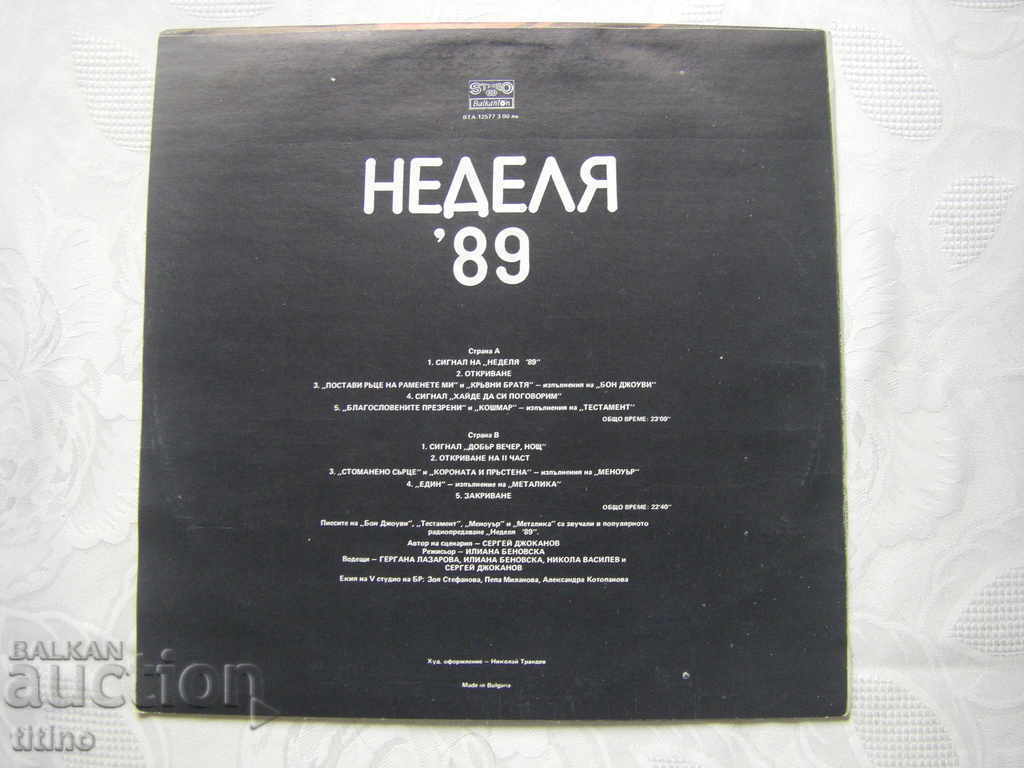 STEREO
Balkanton
ВТА 12577 3 00 лв
НЕДЕЛЯ
'89
Страна А
1. СИГНАЛ НА „НЕДЕЛЯ '89"
2. ОТКРИВАНЕ
3. „ПОСТАВИ РЪЦЕ НА РАМЕНЕТЕ МИ" и „КРЪВНИ БРАТЯ" – изпълнения на „БОН ДЖОУВИ"
4. СИГНАЛ „ХАЙДЕ ДА СИ ПОГОВОРИМ"
5. „БЛАГОСЛОВЕНИТЕ ПРЕЗРЕНИ" и „КОШМАР" – изпълнения на „ТЕСТАМЕНТ"
ОБЩО ВРЕМЕ: 23'00"
Страна В
1. СИГНАЛ „ДОБЪР ВЕЧЕР, НОЩ"
2. ОТКРИВАНЕ НА II ЧАСТ
3. „СТОМАНЕНО СЪРЦЕ" и „КОРОНАТА И ПРЪСТЕНА" – изпълнения на „МЕНОУЪР"
4. „ЕДИН" – изпълнение на „МЕТАЛИКА"
5. ЗАКРИВАНЕ
ОБЩО ВРЕМЕ: 22'40"
Пиесите на „Бон Джоуви", „Тестамент", „Меноуър" и „Металика" са звучали в популярното
радиопредаване „Неделя '89".
Автор на сценария – СЕРГЕЙ ДЖОКАНОВ
Режисьор – ИЛИАНА БЕНОВСКА
Водещи – ГЕРГАНА ЛАЗАРОВА, ИЛИАНА БЕНОВСКА, НИКОЛА ВАСИЛЕВ и
СЕРГЕЙ ДЖОКАНОВ
Екип на V студио на БР: Зоя Стефанова, Пепа Миланова, Александра Котопанова
Худ. оформление – Николай Трандев
Made in Bulgaria
BALKAN
auction
titino